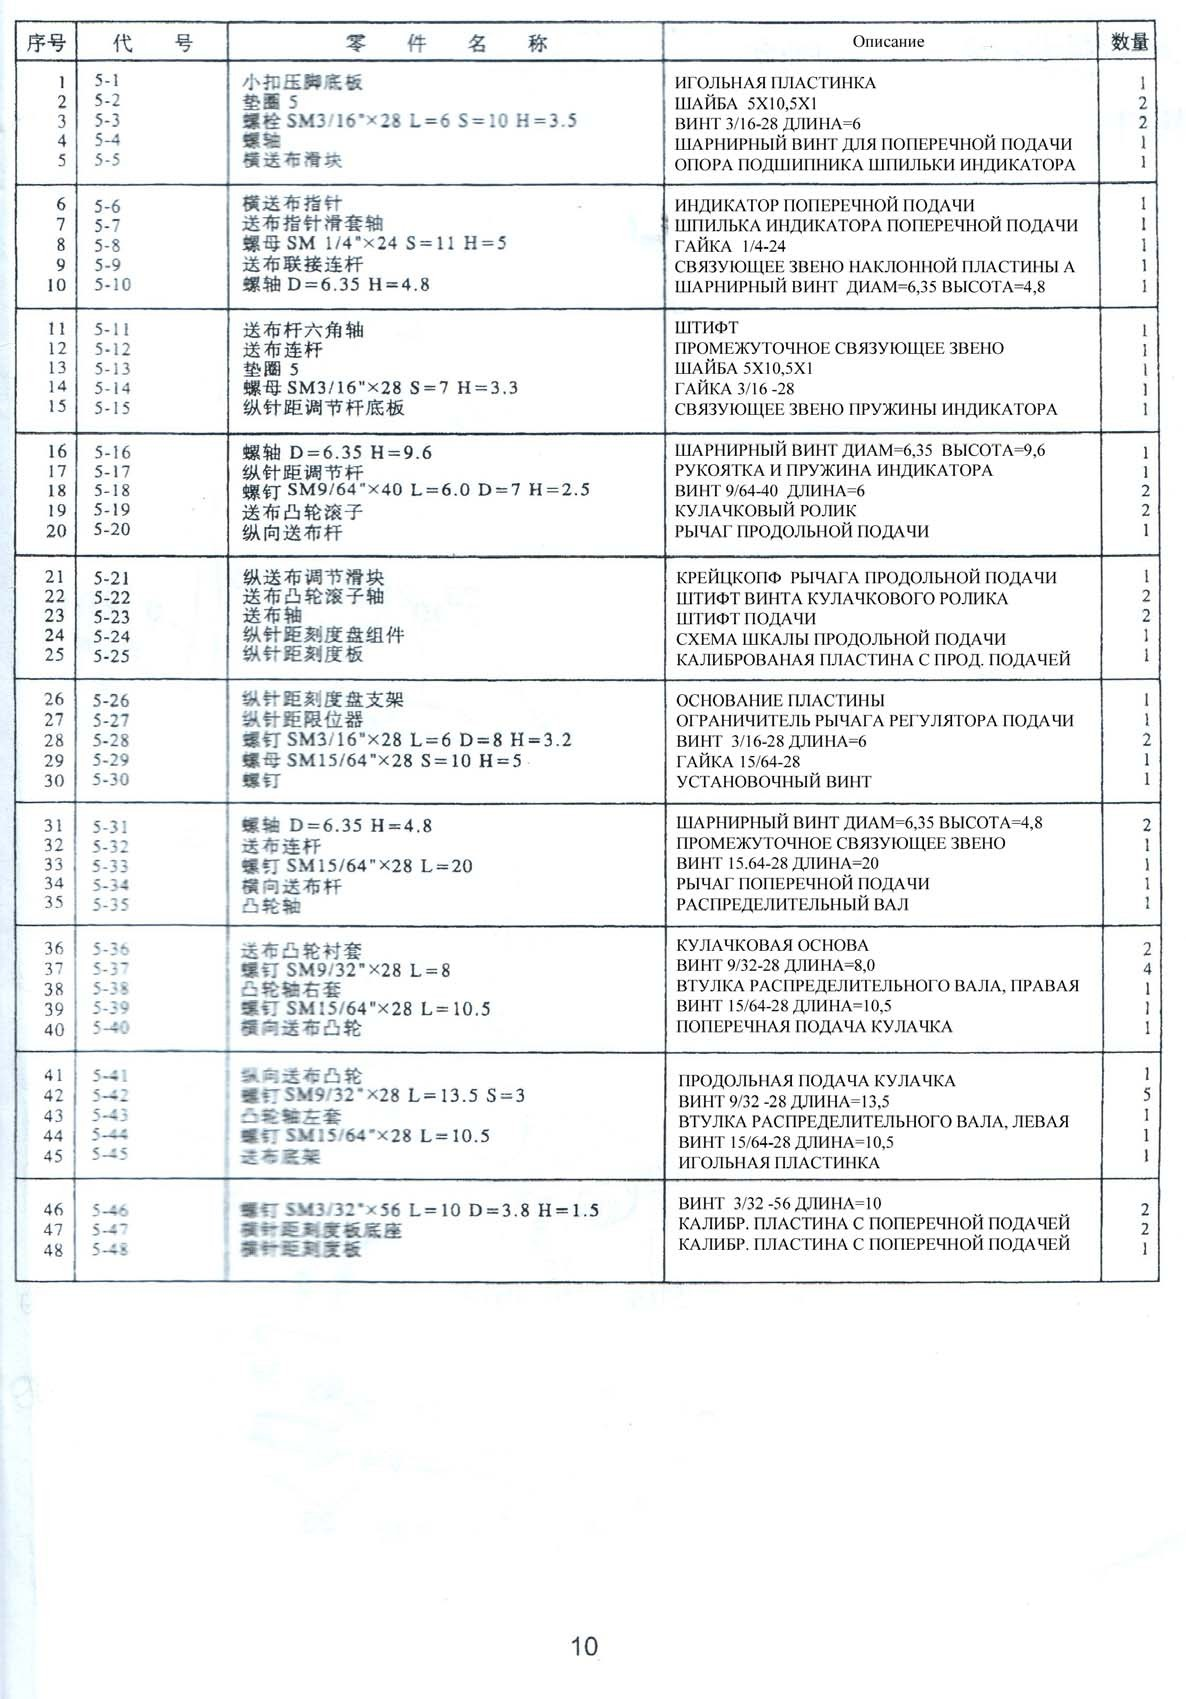 序号 代 号 零 件 名 称 Описание 数量
1 5-1 小扣压脚底板 ИГОЛЬНАЯ ПЛАСТИНКА 1
2 5-2 垫圈 5 ШАЙБА 5Х10,5Х1 2
3 5-3 螺栓 SM3/16"×28 L=6 S=10 H=3.5 ВИНТ 3/16-28 ДЛИНА=6 2
4 5-4 螺轴 ШАРНИРНЫЙ ВИНТ ДЛЯ ПОПЕРЕЧНОЙ ПОДАЧИ 1
5 5-5 横送布滑块 ОПОРА ПОДШИПНИКА ШПИЛЬКИ ИНДИКАТОРА 1
6 5-6 横送布指针 ИНДИКАТОР ПОПЕРЕЧНОЙ ПОДАЧИ 1
7 5-7 送布指针滑套轴 ШПИЛЬКА ИНДИКАТОРА ПОПЕРЕЧНОЙ ПОДАЧИ 1
8 5-8 螺母 SM 1/4"×24 S=11 H=5 ГАЙКА 1/4-24 1
9 5-9 送布联接连杆 СВЯЗУЮЩЕЕ ЗВЕНО НАКЛОННОЙ ПЛАСТИНЫ А 1
10 5-10 螺轴 D=6.35 H=4.8 ШАРНИРНЫЙ ВИНТ ДИАМ=6,35 ВЫСОТА=4,8 1
11 5-11 送布杆六角轴 ШТИФТ 1
12 5-12 送布连杆 ПРОМЕЖУТОЧНОЕ СВЯЗУЮЩЕЕ ЗВЕНО 1
13 5-13 垫圈 5 ШАЙБА 5Х10,5Х1 1
14 5-14 螺母 SM3/16"×28 S=7 H=3.3 ГАЙКА 3/16 -28 1
15 5-15 纵针距调节杆底板 СВЯЗУЮЩЕЕ ЗВЕНО ПРУЖИНЫ ИНДИКАТОРА 1
16 5-16 螺轴 D=6.35 H=9.6 ШАРНИРНЫЙ ВИНТ ДИАМ=6,35 ВЫСОТА=9,6 1
17 5-17 纵针距调节杆 РУКОЯТКА И ПРУЖИНА ИНДИКАТОРА 1
18 5-18 螺钉 SM9/64"×40 L=6.0 D=7 H=2.5 ВИНТ 9/64-40 ДЛИНА=6 2
19 5-19 送布凸轮滚子 КУЛАЧКОВЫЙ РОЛИК 2
20 5-20 纵向送布杆 РЫЧАГ ПРОДОЛЬНОЙ ПОДАЧИ 1
21 5-21 纵送布调节滑块 КРЕЙЦКОПФ РЫЧАГА ПРОДОЛЬНОЙ ПОДАЧИ 1
22 5-22 送布凸轮滚子轴 ШТИФТ ВИНТА КУЛАЧКОВОГО РОЛИКА 2
23 5-23 送布轴 ШТИФТ ПОДАЧИ 2
24 5-24 纵针距刻度盘组件 СХЕМА ШКАЛЫ ПРОДОЛЬНОЙ ПОДАЧИ 1
25 5-25 纵针距刻度板 КАЛИБРОВАНАЯ ПЛАСТИНА С ПРОД. ПОДАЧЕЙ 1
26 5-26 纵针距刻度盘支架 ОСНОВАНИЕ ПЛАСТИНЫ 1
27 5-27 纵针距限位器 ОГРАНИЧИТЕЛЬ РЫЧАГА РЕГУЛЯТОРА ПОДАЧИ 1
28 5-28 螺钉 SM3/16"×28 L=6 D=8 H=3.2 ВИНТ 3/16-28 ДЛИНА=6 2
29 5-29 螺母 SM15/64"×28 S=10 H=5 ГАЙКА 15/64-28 1
30 5-30 螺钉 УСТАНОВОЧНЫЙ ВИНТ 1
31 5-31 螺轴 D=6.35 H=4.8 ШАРНИРНЫЙ ВИНТ ДИАМ=6,35 ВЫСОТА=4,8 2
32 5-32 送布连杆 ПРОМЕЖУТОЧНОЕ СВЯЗУЮЩЕЕ ЗВЕНО 1
33 5-33 螺钉 SM15/64"×28 L=20 ВИНТ 15.64-28 ДЛИНА=20 1
34 5-34 横向送布杆 РЫЧАГ ПОПЕРЕЧНОЙ ПОДАЧИ 1
35 5-35 凸轮轴 РАСПРЕДЕЛИТЕЛЬНЫЙ ВАЛ 1
36 5-36 送布凸轮衬套 КУЛАЧКОВАЯ ОСНОВА 2
37 5-37 螺钉 SM9/32"×28 L=8 ВИНТ 9/32-28 ДЛИНА=8,0 4
38 5-38 凸轮轴右套 ВТУЛКА РАСПРЕДЕЛИТЕЛЬНОГО ВАЛА, ПРАВАЯ 1
39 5-39 螺钉 SM15/64"×28 L=10.5 ВИНТ 15/64-28 ДЛИНА=10,5 1
40 5-40 横向送布凸轮 ПОПЕРЕЧНАЯ ПОДАЧА КУЛАЧКА 1
41 5-41 纵向送布凸轮 ПРОДОЛЬНАЯ ПОДАЧА КУЛАЧКА 1
42 5-42 螺钉 SM9/32"×28 L=13.5 S=3 ВИНТ 9/32 -28 ДЛИНА=13,5 5
43 5-43 凸轮轴左套 ВТУЛКА РАСПРЕДЕЛИТЕЛЬНОГО ВАЛА, ЛЕВАЯ 1
44 5-44 螺钉 SM15/64"×28 L=10.5 ВИНТ 15/64-28 ДЛИНА=10,5 1
45 5-45 送布底架 ИГОЛЬНАЯ ПЛАСТИНКА 1
46 5-46 螺钉 SM3/32"×56 L=10 D=3.8 H=1.5 ВИНТ 3/32 -56 ДЛИНА=10 2
47 5-47 横针距刻度板底座 КАЛИБР. ПЛАСТИНА С ПОПЕРЕЧНОЙ ПОДАЧЕЙ 2
48 5-48 横针距刻度板 КАЛИБР. ПЛАСТИНА С ПОПЕРЕЧНОЙ ПОДАЧЕЙ 1
10